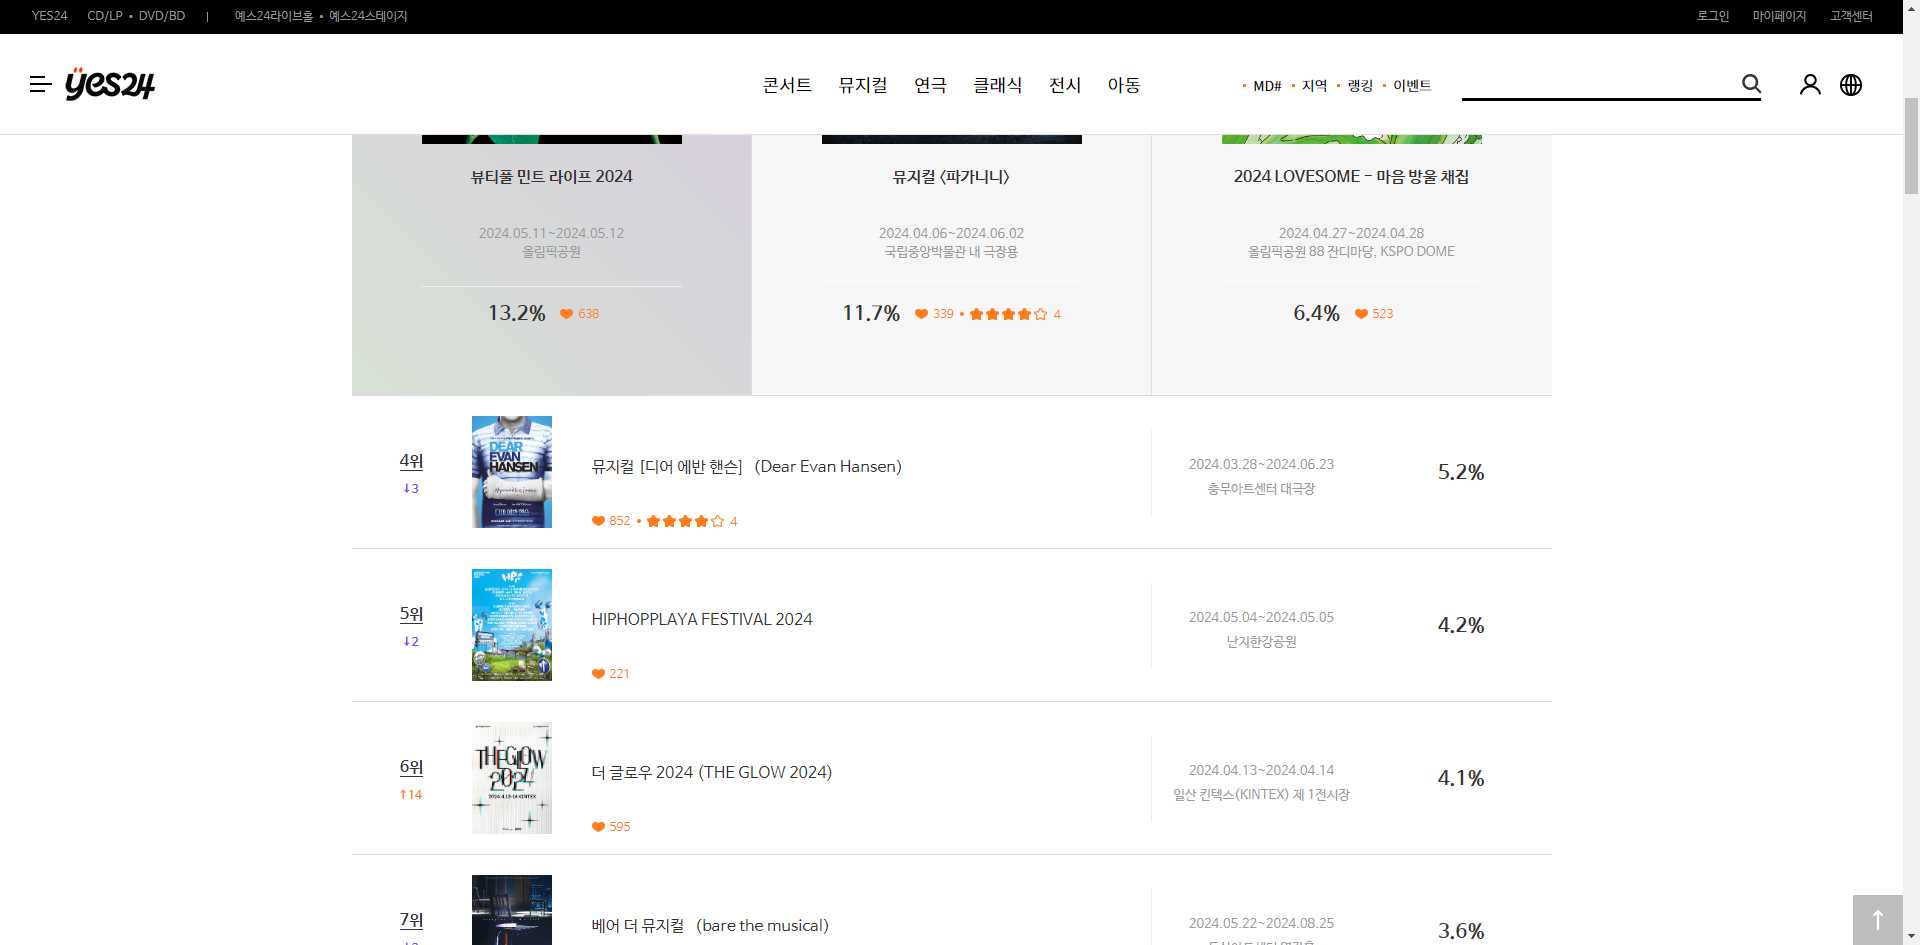 YES24 CD/LP • DVD/BD | 예스24라이브홀 • 예스24스테이지 로그인 마이페이지 고객센터
yes24 콘서트 뮤지컬 연극 클래식 전시 아동 • MD# • 지역 • 랭킹 • 이벤트
뷰티풀 민트 라이프 2024
2024.05.11~2024.05.12
올림픽공원
13.2% 638
뮤지컬 〈파가니니〉
2024.04.06~2024.06.02
국립중앙박물관 내 극장용
11.7% 339 • ★★★★☆ 4
2024 LOVESOME - 마음 방울 채집
2024.04.27~2024.04.28
올림픽공원 88 잔디마당, KSPO DOME
6.4% 523
4위
↓3
DEAR
EVAN
HANSEN
뮤지컬 [디어 에반 핸슨] (Dear Evan Hansen)
852 • ★★★★☆ 4
2024.03.28~2024.06.23
충무아트센터 대극장
5.2%
5위
↓2
HIPHOPPLAYA FESTIVAL 2024
221
2024.05.04~2024.05.05
난지한강공원
4.2%
6위
↑14
THE GLOW
2024
2024.4.13-14 KINTEX
더 글로우 2024 (THE GLOW 2024)
595
2024.04.13~2024.04.14
일산 킨텍스(KINTEX) 제 1전시장
4.1%
7위
베어 더 뮤지컬 (bare the musical)
2024.05.22~2024.08.25
3.6%